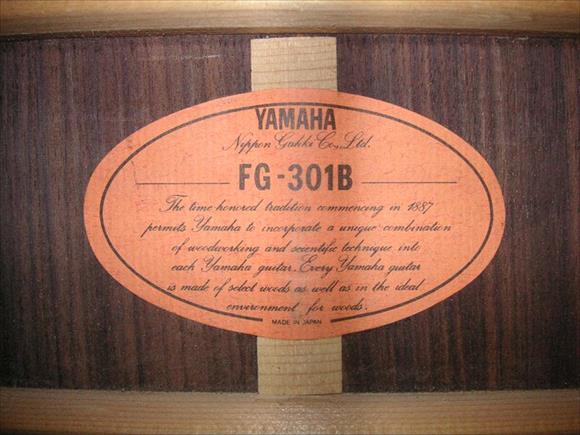 YAMAHA
Nippon Gakki Co., Ltd.
FG-301B
The time-honored tradition commencing in 1887
permits Yamaha to incorporate a unique combination
of woodworking and scientific technique into
each Yamaha guitar. Every Yamaha guitar
is made of select woods as well as in the ideal
environment for woods.
MADE IN JAPAN